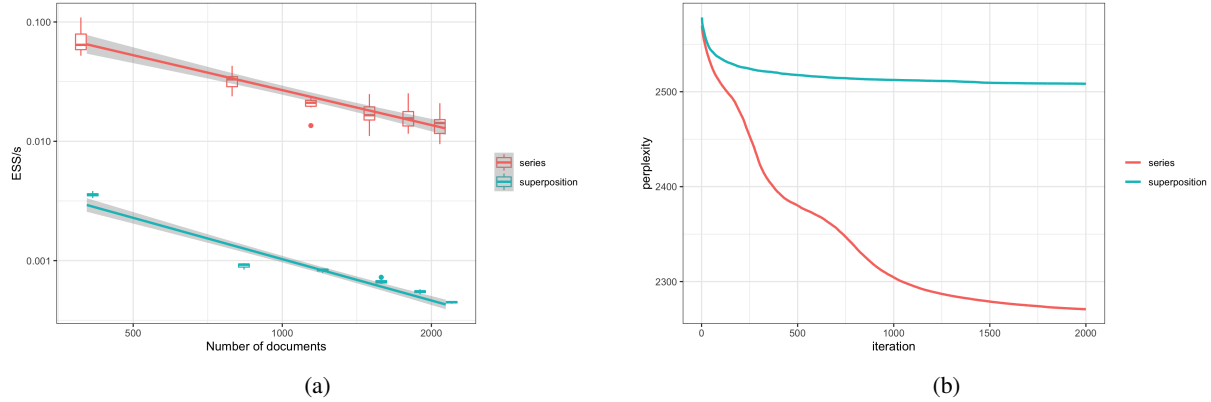 0.100
0.010
0.001
ESS/s
500
1000
2000
Number of documents
series
superposition
(a)
2500
2400
2300
perplexity
0
500
1000
1500
2000
iteration
series
superposition
(b)